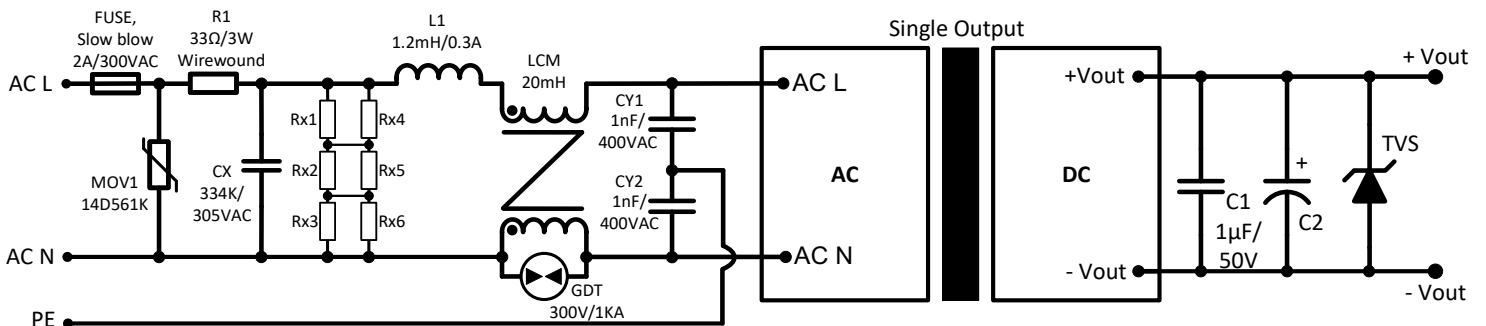 FUSE,
Slow blow
2A/300VAC
R1
33Ω/3W
Wirewound
L1
1.2mH/0.3A
LCM
20mH
Single Output
AC L
MOV1
14D561K
CX
334K/
305VAC
Rx1
Rx4
Rx2
Rx5
Rx3
Rx6
CY1
1nF/
400VAC
CY2
1nF/
400VAC
AC L
AC
AC N
AC N
GDT
300V/1KA
PE
DC
+Vout
- Vout
C1
1µF/
50V
+
C2
TVS
+ Vout
- Vout